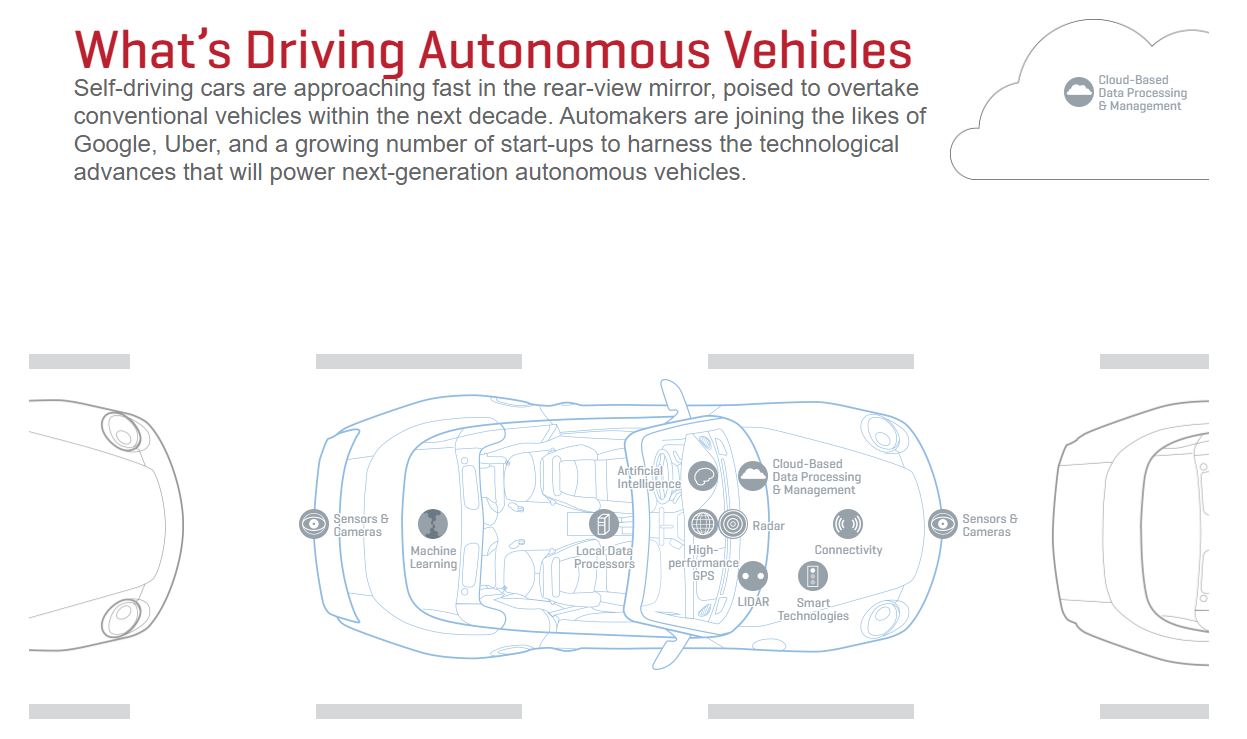 What's Driving Autonomous Vehicles
Self-driving cars are approaching fast in the rear-view mirror, poised to overtake
conventional vehicles within the next decade. Automakers are joining the likes of
Google, Uber, and a growing number of start-ups to harness the technological
advances that will power next-generation autonomous vehicles.
Cloud-Based
Data Processing
& Management
Sensors &
Cameras
Machine
Learning
Local Data
Processors
Artificial
Intelligence
High-
performance
GPS
Cloud-Based
Data Processing
& Management
Radar
LIDAR
Smart
Technologies
Connectivity
Sensors &
Cameras